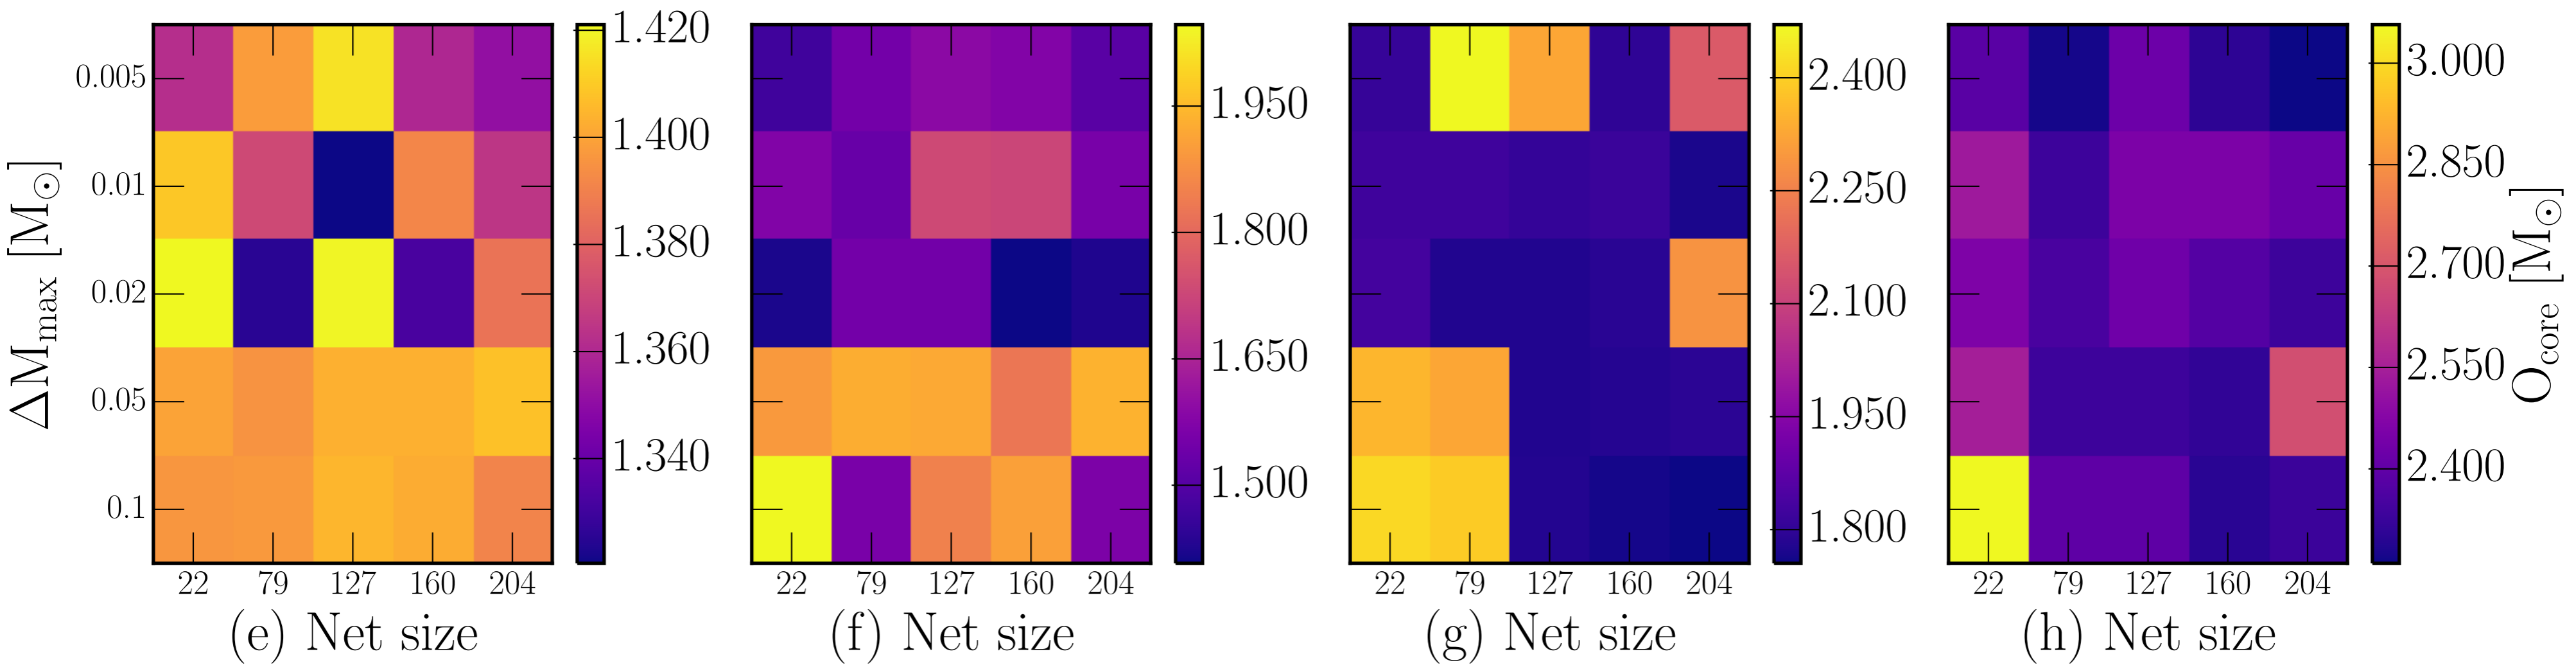 ΔM_max [M_⊙]
0.005
0.01
0.02
0.05
0.1
22 79 127 160 204
(e) Net size
1.420
1.400
1.380
1.360
1.340
22 79 127 160 204
(f) Net size
1.950
1.800
1.650
1.500
22 79 127 160 204
(g) Net size
2.400
2.250
2.100
1.950
1.800
22 79 127 160 204
(h) Net size
3.000
2.850
2.700
2.550
2.400
O_core [M_⊙]